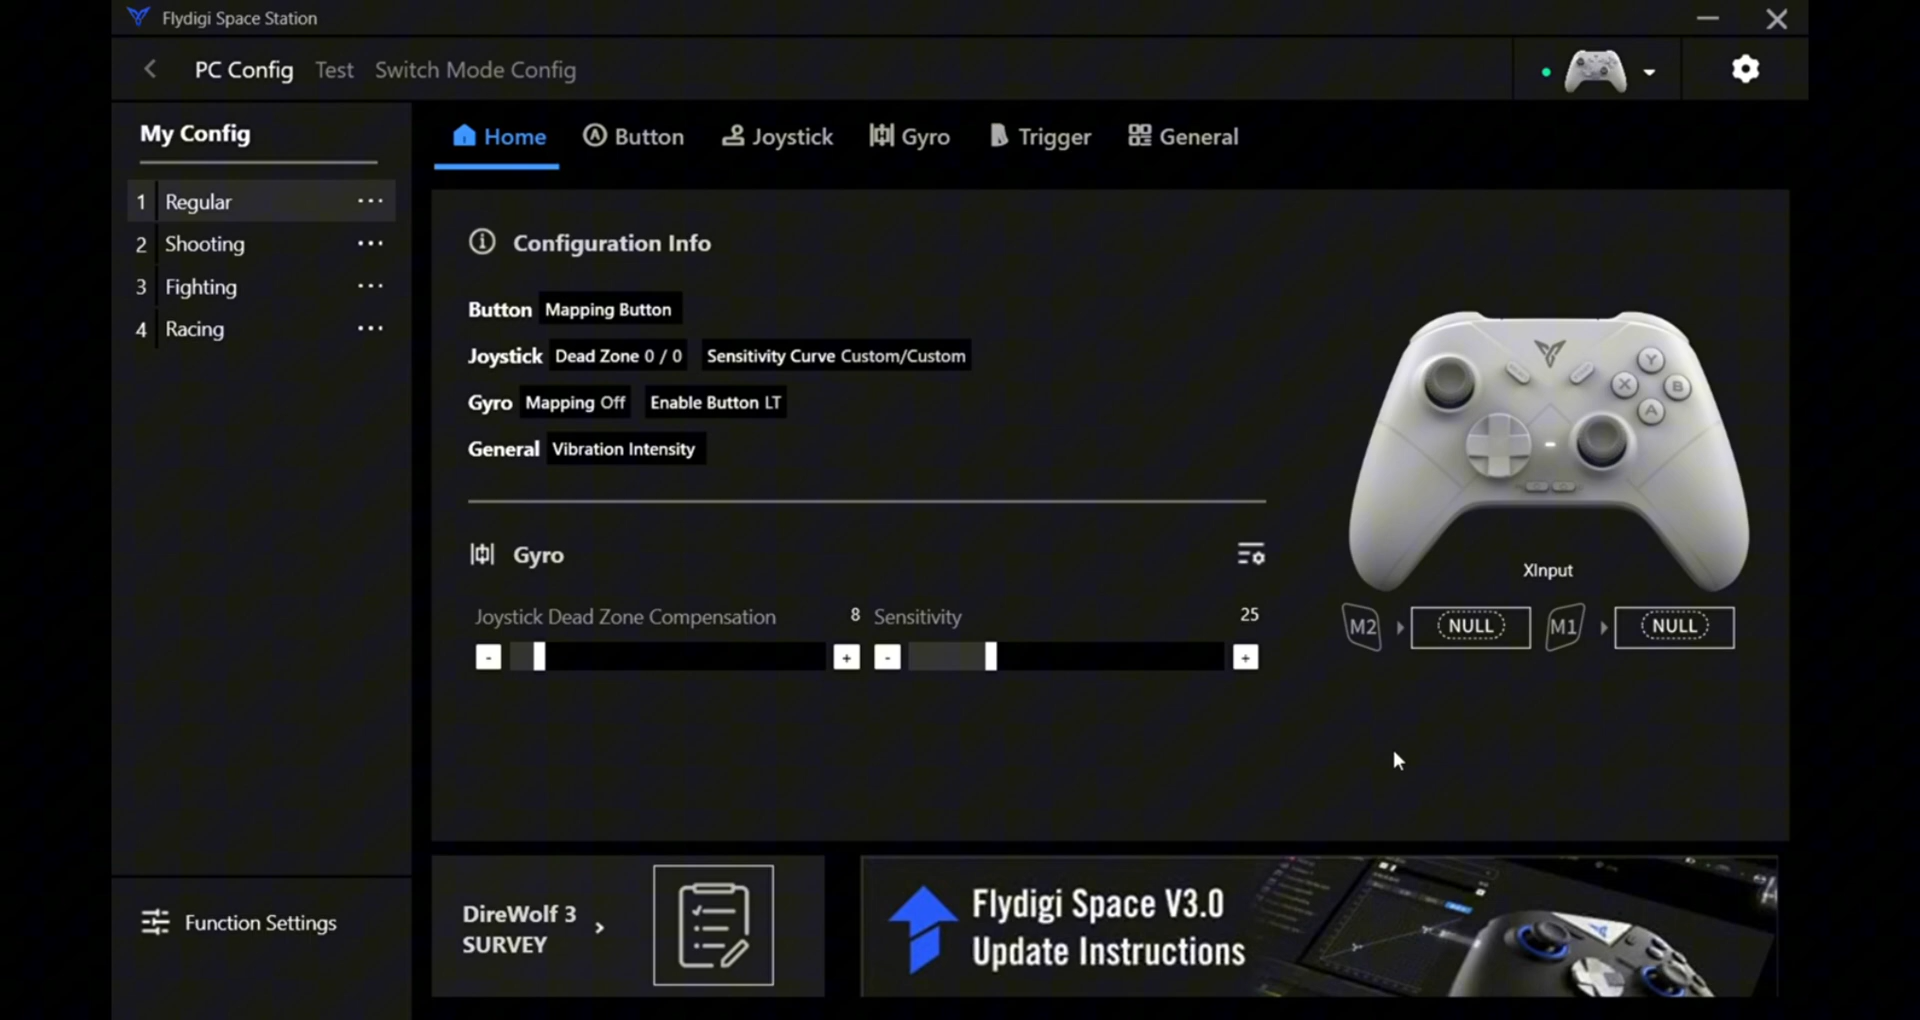 Flydigi Space Station
PC Config Test Switch Mode Config
My Config
1 Regular ...
2 Shooting ...
3 Fighting ...
4 Racing ...
Function Settings
Home Button Joystick Gyro Trigger General
Configuration Info
Button Mapping Button
Joystick Dead Zone 0 / 0 Sensitivity Curve Custom/Custom
Gyro Mapping Off Enable Button LT
General Vibration Intensity
Gyro
Joystick Dead Zone Compensation 8 Sensitivity 25
- + - +
Y
X B
A
XInput
M2 NULL M1 NULL
DireWolf 3
SURVEY
Flydigi Space V3.0
Update Instructions